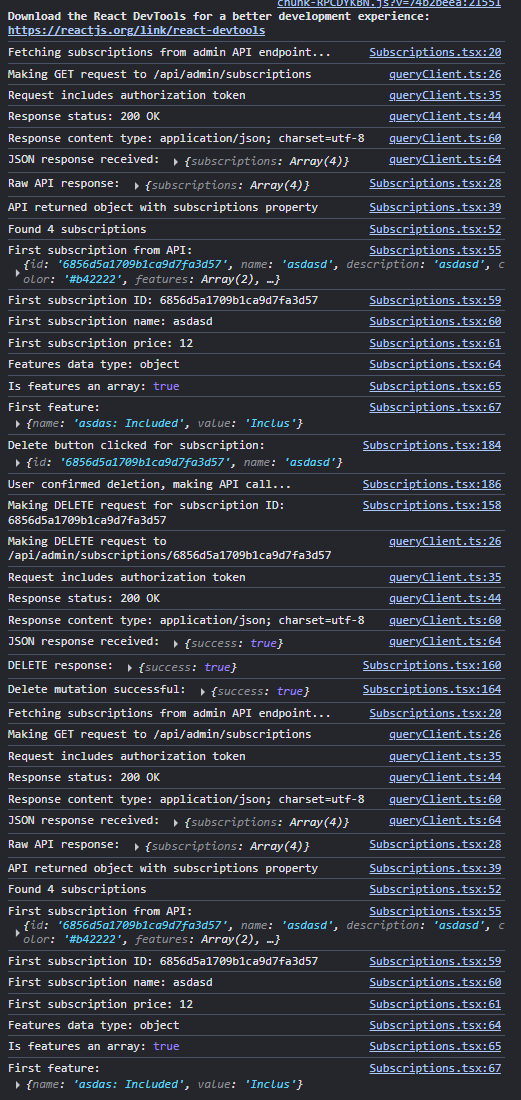 chunk-RPCDYKBN.js?v=74b2beea:21551
Download the React DevTools for a better development experience:
https://reactjs.org/link/react-devtools
Fetching subscriptions from admin API endpoint... Subscriptions.tsx:20
Making GET request to /api/admin/subscriptions queryClient.ts:26
Request includes authorization token queryClient.ts:35
Response status: 200 OK queryClient.ts:44
Response content type: application/json; charset=utf-8 queryClient.ts:60
JSON response received: ▸ {subscriptions: Array(4)} queryClient.ts:64
Raw API response: ▸ {subscriptions: Array(4)} Subscriptions.tsx:28
API returned object with subscriptions property Subscriptions.tsx:39
Found 4 subscriptions Subscriptions.tsx:52
First subscription from API: Subscriptions.tsx:55
▸ {id: '6856d5a1709b1ca9d7fa3d57', name: 'asdasd', description: 'asdasd', c
olor: '#b42222', features: Array(2), …}
First subscription ID: 6856d5a1709b1ca9d7fa3d57 Subscriptions.tsx:59
First subscription name: asdasd Subscriptions.tsx:60
First subscription price: 12 Subscriptions.tsx:61
Features data type: object Subscriptions.tsx:64
Is features an array: true Subscriptions.tsx:65
First feature: Subscriptions.tsx:67
▸ {name: 'asdas: Included', value: 'Inclus'}
Delete button clicked for subscription: Subscriptions.tsx:184
▸ {id: '6856d5a1709b1ca9d7fa3d57', name: 'asdasd'}
User confirmed deletion, making API call... Subscriptions.tsx:186
Making DELETE request for subscription ID: Subscriptions.tsx:158
6856d5a1709b1ca9d7fa3d57
Making DELETE request to queryClient.ts:26
/api/admin/subscriptions/6856d5a1709b1ca9d7fa3d57
Request includes authorization token queryClient.ts:35
Response status: 200 OK queryClient.ts:44
Response content type: application/json; charset=utf-8 queryClient.ts:60
JSON response received: ▸ {success: true} queryClient.ts:64
DELETE response: ▸ {success: true} Subscriptions.tsx:160
Delete mutation successful: ▸ {success: true} Subscriptions.tsx:164
Fetching subscriptions from admin API endpoint... Subscriptions.tsx:20
Making GET request to /api/admin/subscriptions queryClient.ts:26
Request includes authorization token queryClient.ts:35
Response status: 200 OK queryClient.ts:44
Response content type: application/json; charset=utf-8 queryClient.ts:60
JSON response received: ▸ {subscriptions: Array(4)} queryClient.ts:64
Raw API response: ▸ {subscriptions: Array(4)} Subscriptions.tsx:28
API returned object with subscriptions property Subscriptions.tsx:39
Found 4 subscriptions Subscriptions.tsx:52
First subscription from API: Subscriptions.tsx:55
▸ {id: '6856d5a1709b1ca9d7fa3d57', name: 'asdasd', description: 'asdasd', c
olor: '#b42222', features: Array(2), …}
First subscription ID: 6856d5a1709b1ca9d7fa3d57 Subscriptions.tsx:59
First subscription name: asdasd Subscriptions.tsx:60
First subscription price: 12 Subscriptions.tsx:61
Features data type: object Subscriptions.tsx:64
Is features an array: true Subscriptions.tsx:65
First feature: Subscriptions.tsx:67
▸ {name: 'asdas: Included', value: 'Inclus'}